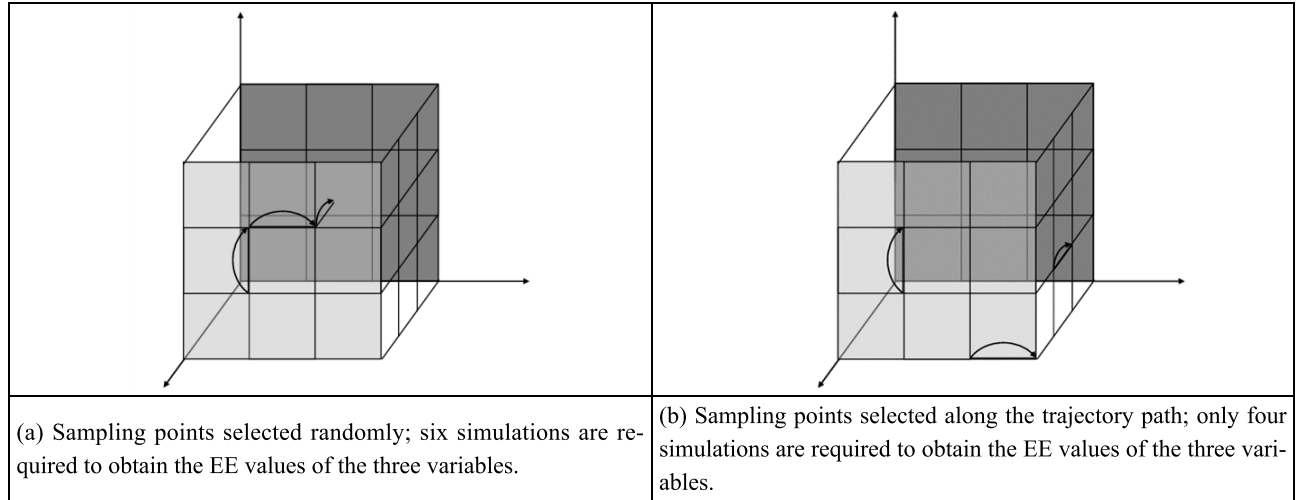 (a) Sampling points selected randomly; six simulations are re-
quired to obtain the EE values of the three variables.
(b) Sampling points selected along the trajectory path; only four
simulations are required to obtain the EE values of the three vari-
ables.